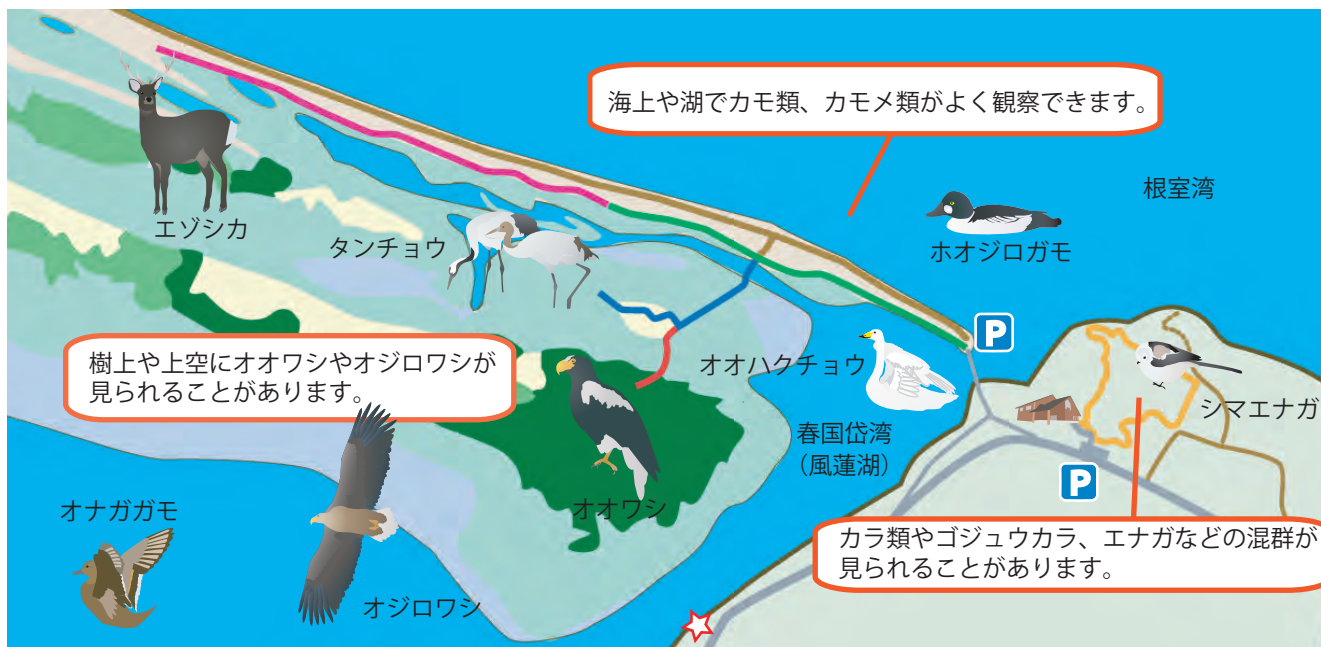 海上や湖でカモ類、カモメ類がよく観察できます。
根室湾
エゾシカ
タンチョウ
ホオジロガモ
P
樹上や上空にオオワシやオジロワシが
見られることがあります。
オオハクチョウ
シマエナガ
春国岱湾
（風蓮湖）
P
オオワシ
オナガガモ
カラ類やゴジュウカラ、エナガなどの混群が
見られることがあります。
オジロワシ